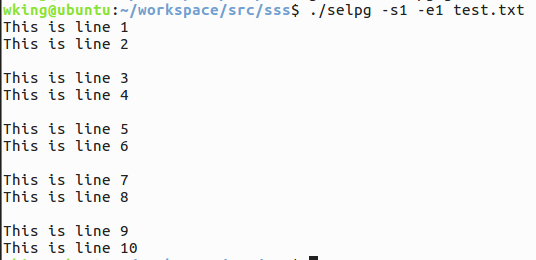 wking@ubuntu:~/workspace/src/sss$ ./selpg -s1 -e1 test.txt
This is line 1
This is line 2
This is line 3
This is line 4
This is line 5
This is line 6
This is line 7
This is line 8
This is line 9
This is line 10